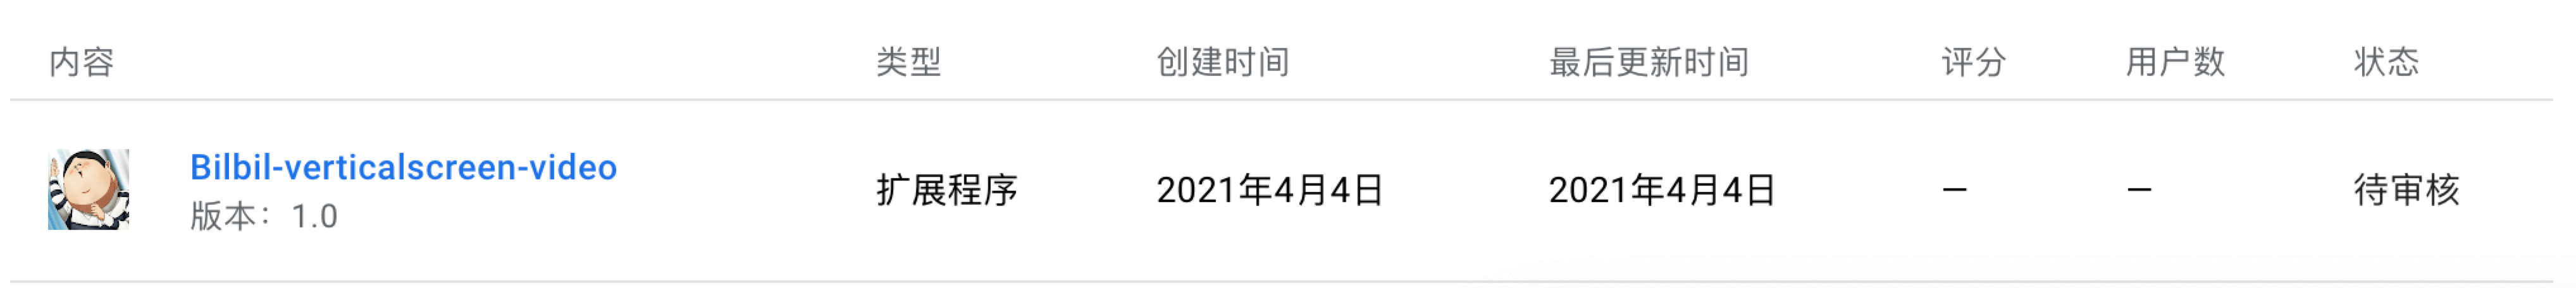 内容 类型 创建时间 最后更新时间 评分 用户数 状态
Bilbil-verticalscreen-video
版本：1.0
扩展程序 2021年4月4日 2021年4月4日 — — 待审核